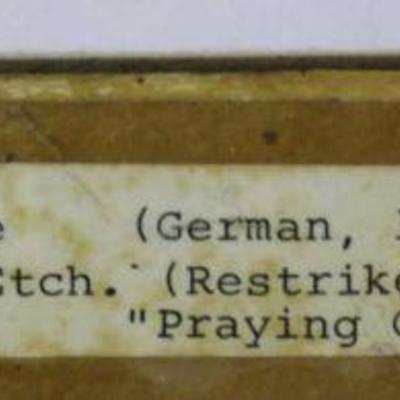 e (German,
Etch. (Restrike
"Praying